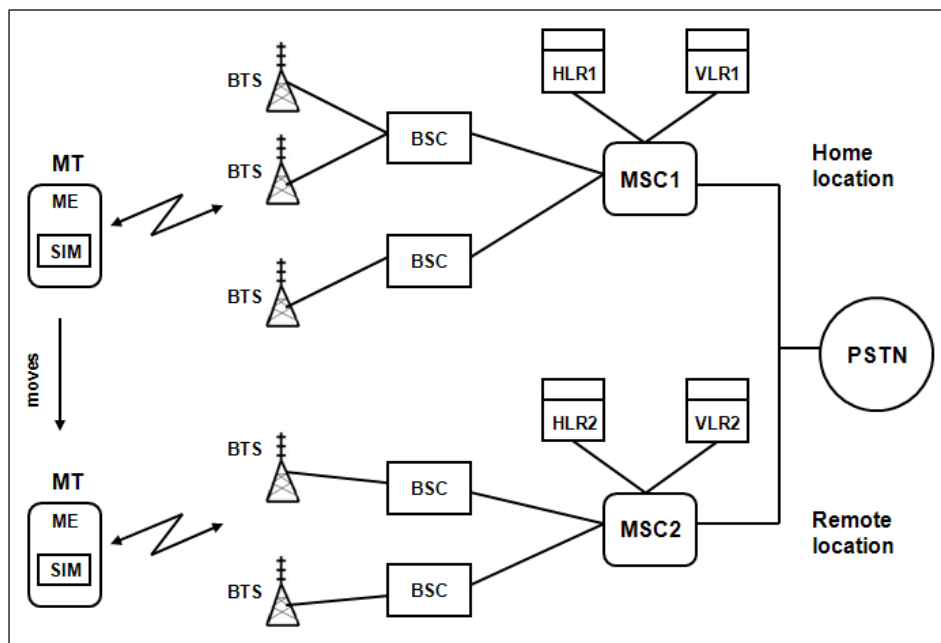 BTS
HLR1
VLR1
BSC
MT
BTS
MSC1
Home
location
ME
SIM
BTS
BSC
PSTN
moves
HLR2
VLR2
BTS
MT
BSC
ME
MSC2
Remote
location
SIM
BTS
BSC